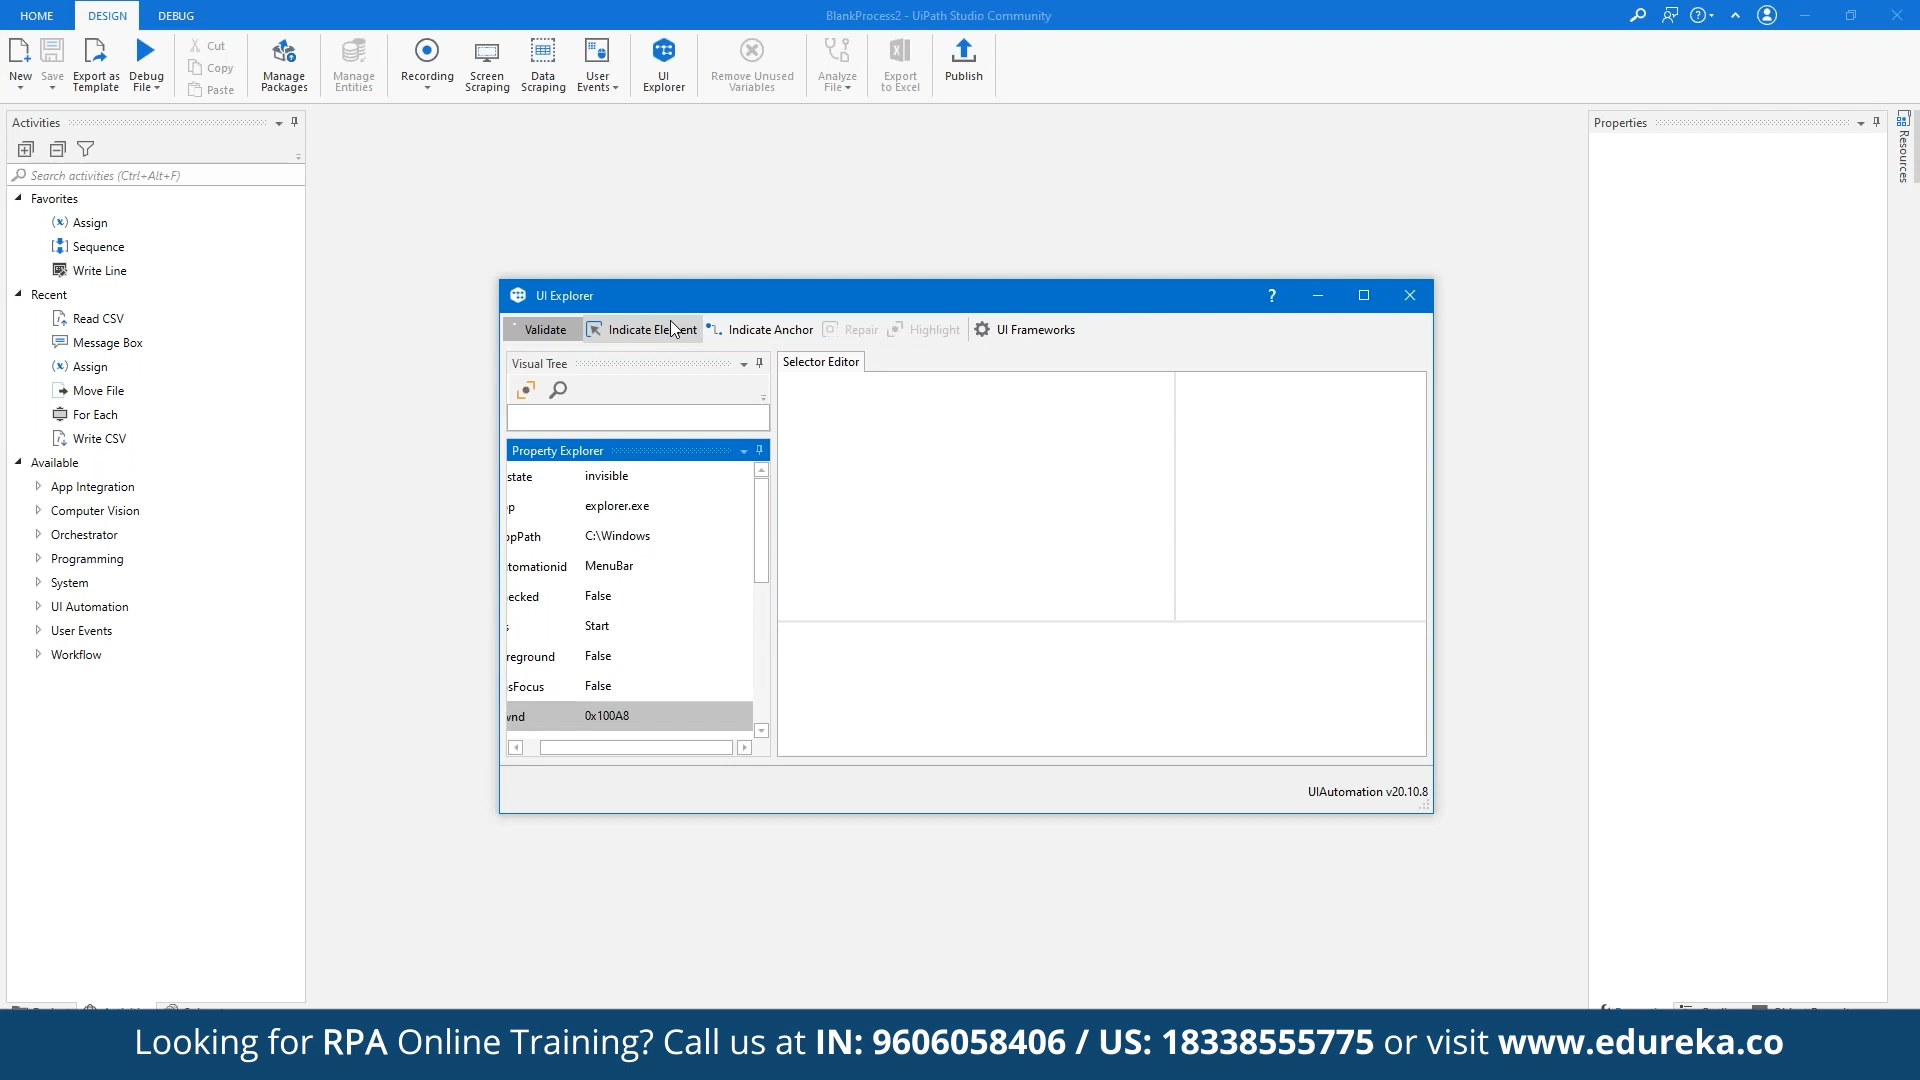 HOME DESIGN DEBUG BlankProcess2 - UiPath Studio Community
New Save Export as Template Debug File Cut Copy Paste Manage Packages Manage Entities Recording Screen Scraping Data Scraping User Events UI Explorer Remove Unused Variables Analyze File Export to Excel Publish
Activities
Search activities (Ctrl+Alt+F)
Favorites
Assign
Sequence
Write Line
Recent
Read CSV
Message Box
Assign
Move File
For Each
Write CSV
Available
App Integration
Computer Vision
Orchestrator
Programming
System
UI Automation
User Events
Workflow
UI Explorer
Validate Indicate Element Indicate Anchor Repair Highlight UI Frameworks
Visual Tree
Selector Editor
Property Explorer
state invisible
p explorer.exe
ppPath C:\Windows
tomationid MenuBar
ecked False
s Start
reground False
sFocus False
wnd 0x100A8
UIAutomation v20.10.8
Properties
Resources
Looking for RPA Online Training? Call us at IN: 9606058406 / US: 18338555775 or visit www.edureka.co